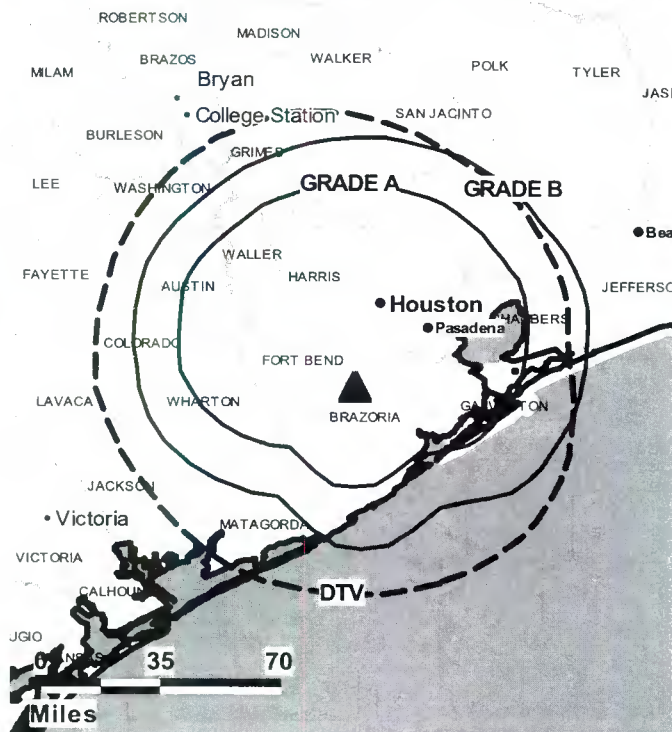 ROBERTSON
MADISON
BRAZOS
WALKER
POLK
TYLER
MILAM
Bryan
College Station
SAN JACINTO
BURLESON
GRIMES
LEE
WASHINGTON
GRADE A
GRADE B
WALLER
HARRIS
FAYETTE
AUSTIN
JEFFERSO
Houston
Pasadena
COLORADO
FORT BEND
LAVACA
WHARTON
BRAZORIA
JACKSON
Victoria
MATAGORDA
VICTORIA
CALHOUN
DTV
UGIO
0 35 70
Miles